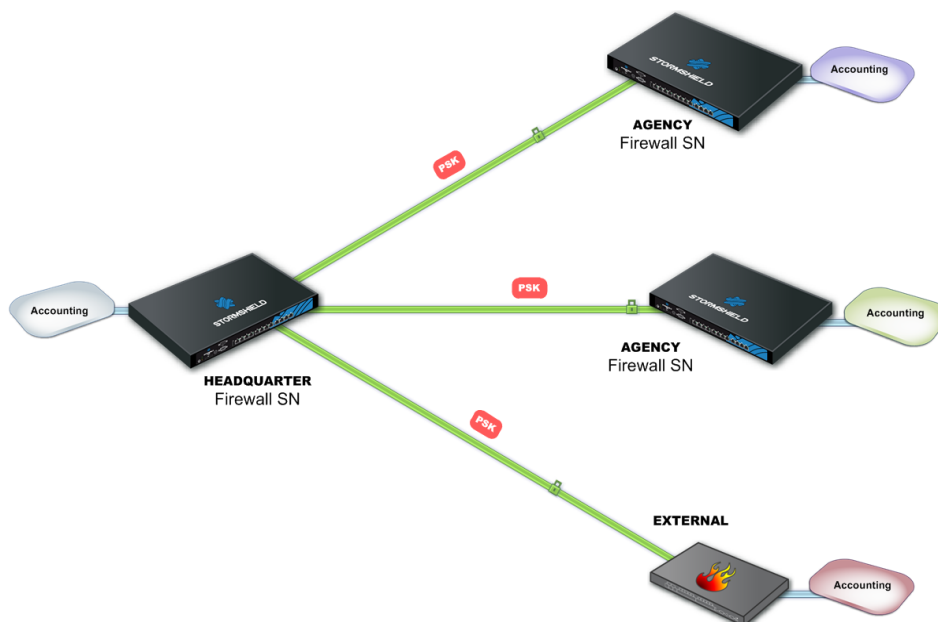 STORMSHIELD
Accounting
AGENCY
Firewall SN
PSK
Accounting
STORMSHIELD
HEADQUARTER
Firewall SN
PSK
STORMSHIELD
Accounting
AGENCY
Firewall SN
PSK
EXTERNAL
Accounting